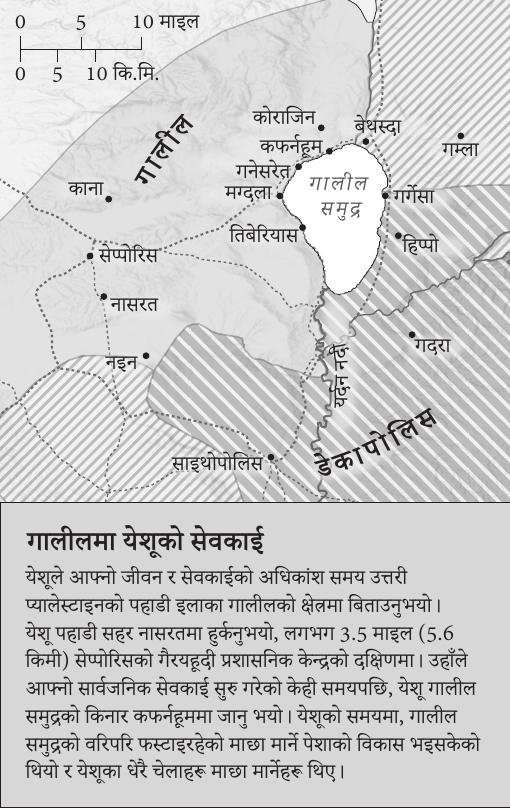 0 5 10 माइल
0 5 10 कि.मि.
गालील
कोराजिन
बेथस्दा
कफर्नहूम
गम्ला
गनेसरेत
काना
मग्दला
गालील
समुद्र
गर्गेसा
तिबेरियास
हिप्पो
सेप्पोरिस
नासरत
गदरा
नइन
यर्दन नदी
डेकापोलिस
साइथोपोलिस
गालीलमा येशूको सेवकाई
येशूले आफ्नो जीवन र सेवकाईको अधिकांश समय उत्तरी
प्यालेस्टाइनको पहाडी इलाका गालीलको क्षेत्रमा बिताउनुभयो।
येशू पहाडी सहर नासरतमा हुर्कनुभयो, लगभग 3.5 माइल (5.6
किमी) सेप्पोरिसको गैरयहूदी प्रशासनिक केन्द्रको दक्षिणमा। उहाँले
आफ्नो सार्वजनिक सेवकाई सुरु गरेको केही समयपछि, येशू गालील
समुद्रको किनार कफर्नहूममा जानु भयो। येशूको समयमा, गालील
समुद्रको वरिपरि फस्टाइरहेको माछा मार्ने पेशाको विकास भइसकेको
थियो र येशूका धेरै चेलाहरू माछा मार्नेहरू थिए।